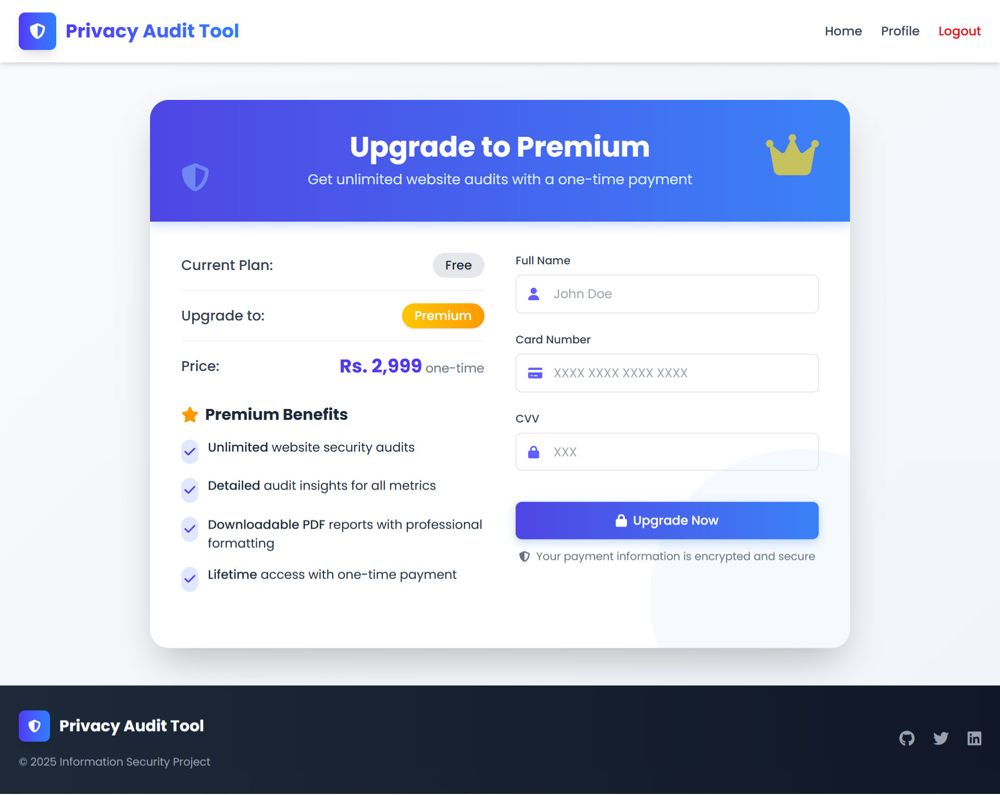 Privacy Audit Tool
Home Profile Logout
Upgrade to Premium
Get unlimited website audits with a one-time payment
Current Plan: Free
Upgrade to: Premium
Price: Rs. 2,999 one-time
Premium Benefits
Unlimited website security audits
Detailed audit insights for all metrics
Downloadable PDF reports with professional
formatting
Lifetime access with one-time payment
Full Name
John Doe
Card Number
XXXX XXXX XXXX XXXX
CVV
XXX
Upgrade Now
Your payment information is encrypted and secure
Privacy Audit Tool
© 2025 Information Security Project